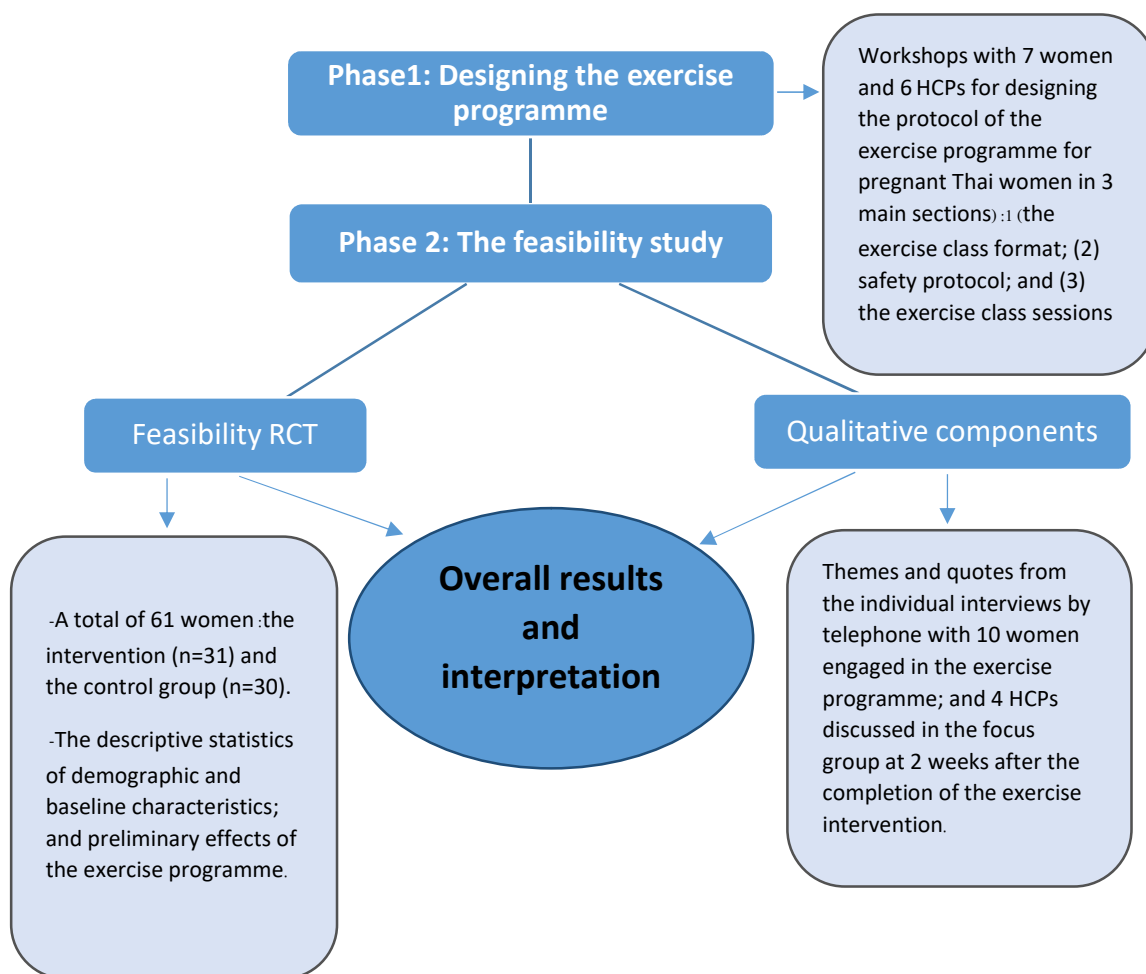 Phase1: Designing the exercise
programme
Workshops with 7 women
and 6 HCPs for designing
the protocol of the
exercise programme for
pregnant Thai women in 3
main sections) :1 (the
exercise class format; (2)
safety protocol; and (3)
the exercise class sessions
Phase 2: The feasibility study
Feasibility RCT
Qualitative components
-A total of 61 women :the
intervention (n=31) and
the control group (n=30).
-The descriptive statistics
of demographic and
baseline characteristics;
and preliminary effects of
the exercise programme.
Overall results
and
interpretation
Themes and quotes from
the individual interviews by
telephone with 10 women
engaged in the exercise
programme; and 4 HCPs
discussed in the focus
group at 2 weeks after the
completion of the exercise
intervention.